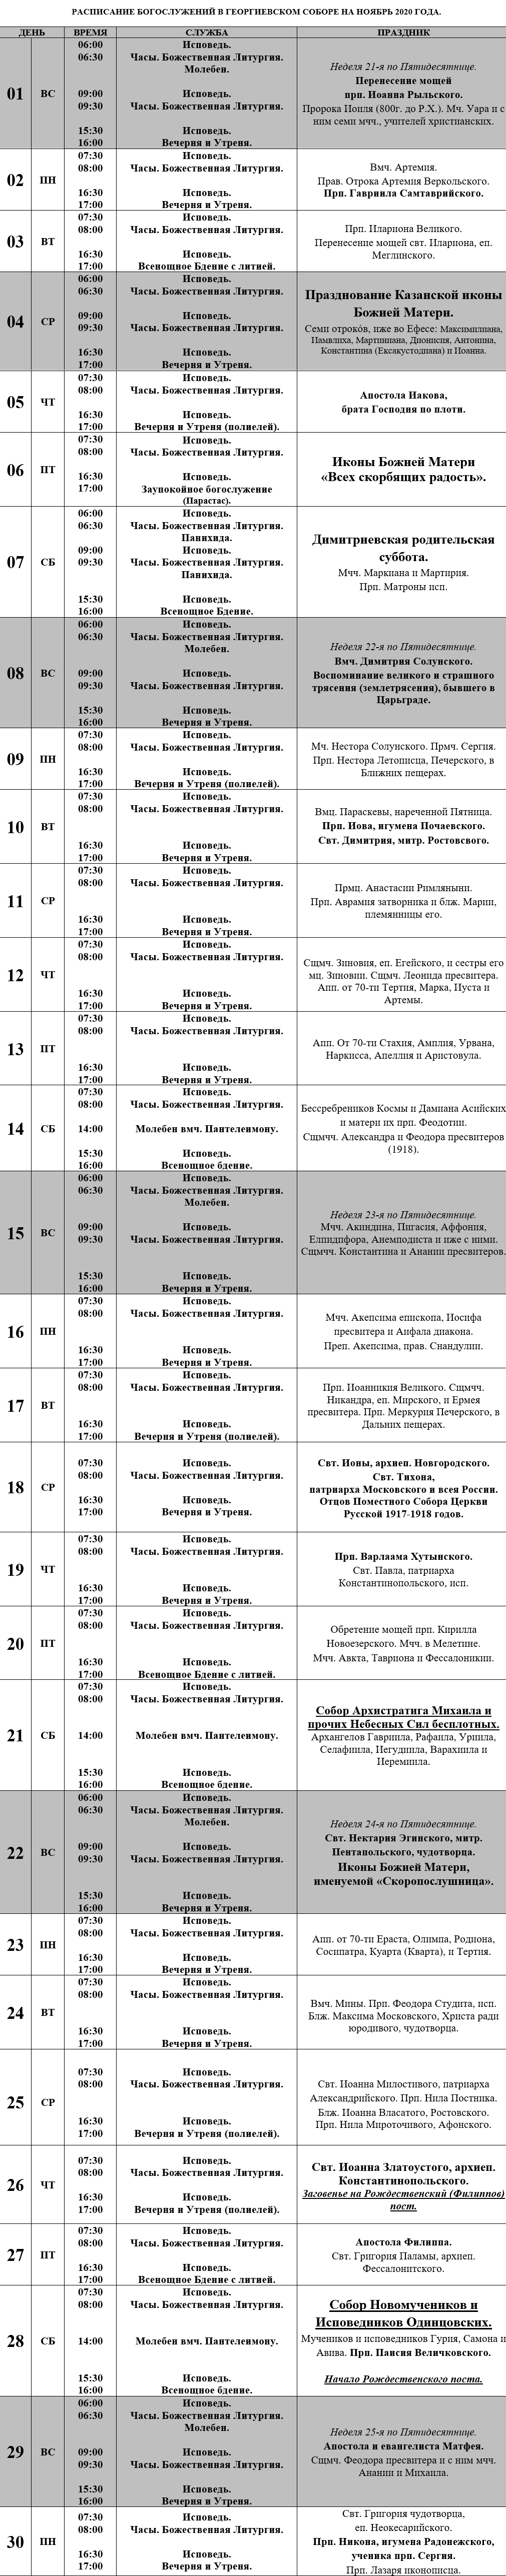 РАСПИСАНИЕ БОГОСЛУЖЕНИЙ В ГЕОРГИЕВСКОМ СОБОРЕ НА НОЯБРЬ 2020 ГОДА.
ДЕНЬ ВРЕМЯ СЛУЖБА ПРАЗДНИК
01 ВС
06:00 Исповедь.
06:30 Часы. Божественная Литургия.
Молебен.
09:00 Исповедь.
09:30 Часы. Божественная Литургия.
15:30 Исповедь.
16:00 Вечерня и Утреня.
Неделя 21-я по Пятидесятнице.
Перенесение мощей
прп. Иоанна Рыльского.
Пророка Иоиля (800г. до Р.Х.). Мч. Уара и с
ним семи мчч., учителей христианских.
02 ПН
07:30 Исповедь.
08:00 Часы. Божественная Литургия.
16:30 Исповедь.
17:00 Вечерня и Утреня.
Вмч. Артемия.
Прав. Отрока Артемия Веркольского.
Прп. Гавриила Самтаврийского.
03 ВТ
07:30 Исповедь.
08:00 Часы. Божественная Литургия.
16:30 Исповедь.
17:00 Всенощное Бдение с литией.
Прп. Илариона Великого.
Перенесение мощей свт. Илариона, еп.
Меглинского.
04 СР
06:00 Исповедь.
06:30 Часы. Божественная Литургия.
09:00 Исповедь.
09:30 Часы. Божественная Литургия.
16:30 Исповедь.
17:00 Вечерня и Утреня.
Празднование Казанской иконы
Божией Матери.
Семи отроко́в, иже во Ефесе: Максимилиана,
Иамвлиха, Мартиниана, Дионисия, Антонина,
Константина (Ексакустодиана) и Иоанна.
05 ЧТ
07:30 Исповедь.
08:00 Часы. Божественная Литургия.
16:30 Исповедь.
17:00 Вечерня и Утреня (полиелей).
Апостола Иакова,
брата Господня по плоти.
06 ПТ
07:30 Исповедь.
08:00 Часы. Божественная Литургия.
16:30 Исповедь.
17:00 Заупокойное богослужение
(Парастас).
Иконы Божией Матери
«Всех скорбящих радость».
07 СБ
06:00 Исповедь.
06:30 Часы. Божественная Литургия.
Панихида.
09:00 Исповедь.
09:30 Часы. Божественная Литургия.
Панихида.
15:30 Исповедь.
16:00 Всенощное Бдение.
Димитриевская родительская
суббота.
Мчч. Маркиана и Мартирия.
Прп. Матроны исп.
08 ВС
06:00 Исповедь.
06:30 Часы. Божественная Литургия.
Молебен.
09:00 Исповедь.
09:30 Часы. Божественная Литургия.
15:30 Исповедь.
16:00 Вечерня и Утреня.
Неделя 22-я по Пятидесятнице.
Вмч. Димитрия Солунского.
Воспоминание великого и страшного
трясения (землетрясения), бывшего в
Царьграде.
09 ПН
07:30 Исповедь.
08:00 Часы. Божественная Литургия.
16:30 Исповедь.
17:00 Вечерня и Утреня (полиелей).
Мч. Нестора Солунского. Прмч. Сергия.
Прп. Нестора Летописца, Печерского, в
Ближних пещерах.
10 ВТ
07:30 Исповедь.
08:00 Часы. Божественная Литургия.
16:30 Исповедь.
17:00 Вечерня и Утреня.
Вмц. Параскевы, нареченной Пятница.
Прп. Иова, игумена Почаевского.
Свт. Димитрия, митр. Ростовсвого.
11 СР
07:30 Исповедь.
08:00 Часы. Божественная Литургия.
16:30 Исповедь.
17:00 Вечерня и Утреня.
Прмц. Анастасии Римляныни.
Прп. Аврамия затворника и блж. Марии,
племянницы его.
12 ЧТ
07:30 Исповедь.
08:00 Часы. Божественная Литургия.
16:30 Исповедь.
17:00 Вечерня и Утреня.
Сщмч. Зиновия, еп. Егейского, и сестры его
мц. Зиновии. Сщмч. Леонида пресвитера.
Апп. от 70-ти Тертия, Марка, Иуста и
Артемы.
13 ПТ
07:30 Исповедь.
08:00 Часы. Божественная Литургия.
16:30 Исповедь.
17:00 Вечерня и Утреня.
Апп. От 70-ти Стахия, Амплия, Урвана,
Наркисса, Апеллия и Аристовула.
14 СБ
07:30 Исповедь.
08:00 Часы. Божественная Литургия.
14:00 Молебен вмч. Пантелеимону.
15:30 Исповедь.
16:00 Всенощное бдение.
Бессребреников Космы и Дамиана Асийских
и матери их прп. Феодотии.
Сщмчч. Александра и Феодора пресвитеров
(1918).
15 ВС
06:00 Исповедь.
06:30 Часы. Божественная Литургия.
Молебен.
09:00 Исповедь.
09:30 Часы. Божественная Литургия.
15:30 Исповедь.
16:00 Вечерня и Утреня.
Неделя 23-я по Пятидесятнице.
Мчч. Акиндина, Пигасия, Аффония,
Елпидифора, Анемподиста и иже с ними.
Сщмчч. Константина и Анании пресвитеров.
16 ПН
07:30 Исповедь.
08:00 Часы. Божественная Литургия.
16:30 Исповедь.
17:00 Вечерня и Утреня.
Мчч. Акепсима епископа, Иосифа
пресвитера и Аифала диакона.
Преп. Акепсима, прав. Снандулии.
17 ВТ
07:30 Исповедь.
08:00 Часы. Божественная Литургия.
16:30 Исповедь.
17:00 Вечерня и Утреня (полиелей).
Прп. Иоанникия Великого. Сщмчч.
Никандра, еп. Мирского, и Ермея
пресвитера. Прп. Меркурия Печерского, в
Дальних пещерах.
18 СР
07:30 Исповедь.
08:00 Часы. Божественная Литургия.
16:30 Исповедь.
17:00 Вечерня и Утреня.
Свт. Ионы, архиеп. Новгородского.
Свт. Тихона,
патриарха Московского и всея России.
Отцов Поместного Собора Церкви
Русской 1917-1918 годов.
19 ЧТ
07:30 Исповедь.
08:00 Часы. Божественная Литургия.
16:30 Исповедь.
17:00 Вечерня и Утреня.
Прп. Варлаама Хутынского.
Свт. Павла, патриарха
Константинопольского, исп.
20 ПТ
07:30 Исповедь.
08:00 Часы. Божественная Литургия.
16:30 Исповедь.
17:00 Всенощное Бдение с литией.
Обретение мощей прп. Кирилла
Новоезерского. Мчч. в Мелетине.
Мчч. Авкта, Тавриона и Фессалоникии.
21 СБ
07:30 Исповедь.
08:00 Часы. Божественная Литургия.
14:00 Молебен вмч. Пантелеимону.
15:30 Исповедь.
16:00 Всенощное бдение.
Собор Архистратига Михаила и
прочих Небесных Сил бесплотных.
Архангелов Гавриила, Рафаила, Уриила,
Селафиила, Иегудиила, Варахиила и
Иеремиила.
22 ВС
06:00 Исповедь.
06:30 Часы. Божественная Литургия.
Молебен.
09:00 Исповедь.
09:30 Часы. Божественная Литургия.
15:30 Исповедь.
16:00 Вечерня и Утреня.
Неделя 24-я по Пятидесятнице.
Свт. Нектария Эгинского, митр.
Пентапольского, чудотворца.
Иконы Божией Матери,
именуемой «Скоропослушница».
23 ПН
07:30 Исповедь.
08:00 Часы. Божественная Литургия.
16:30 Исповедь.
17:00 Вечерня и Утреня.
Апп. от 70-ти Ераста, Олимпа, Родиона,
Сосипатра, Куарта (Кварта), и Тертия.
24 ВТ
07:30 Исповедь.
08:00 Часы. Божественная Литургия.
16:30 Исповедь.
17:00 Вечерня и Утреня.
Вмч. Мины. Прп. Феодора Студита, исп.
Блж. Максима Московского, Христа ради
юродивого, чудотворца.
25 СР
07:30 Исповедь.
08:00 Часы. Божественная Литургия.
16:30 Исповедь.
17:00 Вечерня и Утреня (полиелей).
Свт. Иоанна Милостивого, патриарха
Александрийского. Прп. Нила Постника.
Блж. Иоанна Власатого, Ростовского.
Прп. Нила Мироточивого, Афонского.
26 ЧТ
07:30 Исповедь.
08:00 Часы. Божественная Литургия.
16:30 Исповедь.
17:00 Вечерня и Утреня (полиелей).
Свт. Иоанна Златоустого, архиеп.
Константинопольского.
Заговенье на Рождественский (Филиппов)
пост.
27 ПТ
07:30 Исповедь.
08:00 Часы. Божественная Литургия.
16:30 Исповедь.
17:00 Всенощное Бдение с литией.
Апостола Филиппа.
Свт. Григория Паламы, архиеп.
Фессалонитского.
28 СБ
07:30 Исповедь.
08:00 Часы. Божественная Литургия.
14:00 Молебен вмч. Пантелеимону.
15:30 Исповедь.
16:00 Всенощное бдение.
Собор Новомучеников и
Исповедников Одинцовских.
Мучеников и исповедников Гурия, Самона и
Авива. Прп. Паисия Величковского.
Начало Рождественского поста.
29 ВС
06:00 Исповедь.
06:30 Часы. Божественная Литургия.
Молебен.
09:00 Исповедь.
09:30 Часы. Божественная Литургия.
15:30 Исповедь.
16:00 Вечерня и Утреня.
Неделя 25-я по Пятидесятнице.
Апостола и евангелиста Матфея.
Сщмч. Феодора пресвитера и с ним мчч.
Анании и Михаила.
30 ПН
07:30 Исповедь.
08:00 Часы. Божественная Литургия.
16:30 Исповедь.
17:00 Вечерня и Утреня.
Свт. Григория чудотворца,
еп. Неокесарийского.
Прп. Никона, игумена Радонежского,
ученика прп. Сергия.
Прп. Лазаря иконописца.